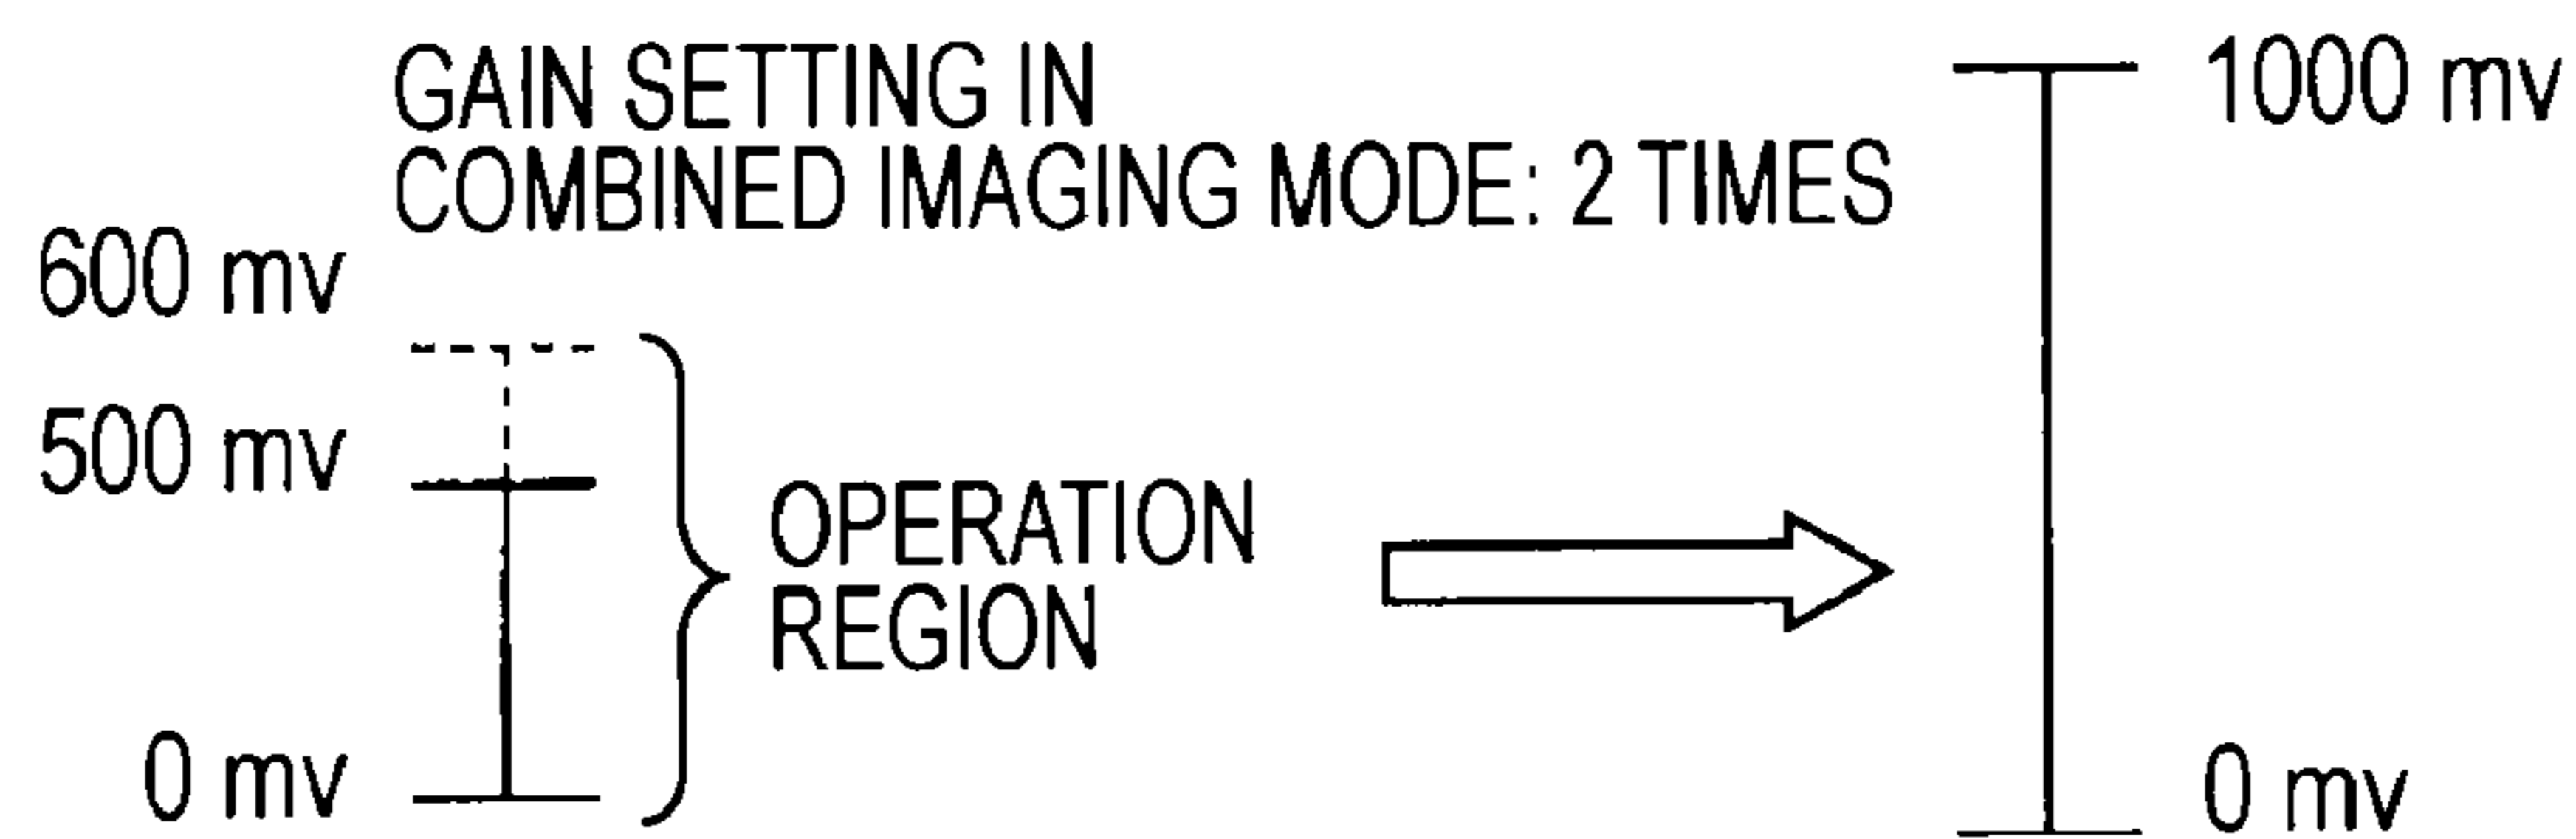 GAIN SETTING IN
COMBINED IMAGING MODE: 2 TIMES
1000 mv
600 mv
500 mv
OPERATION
REGION
0 mv
0 mv